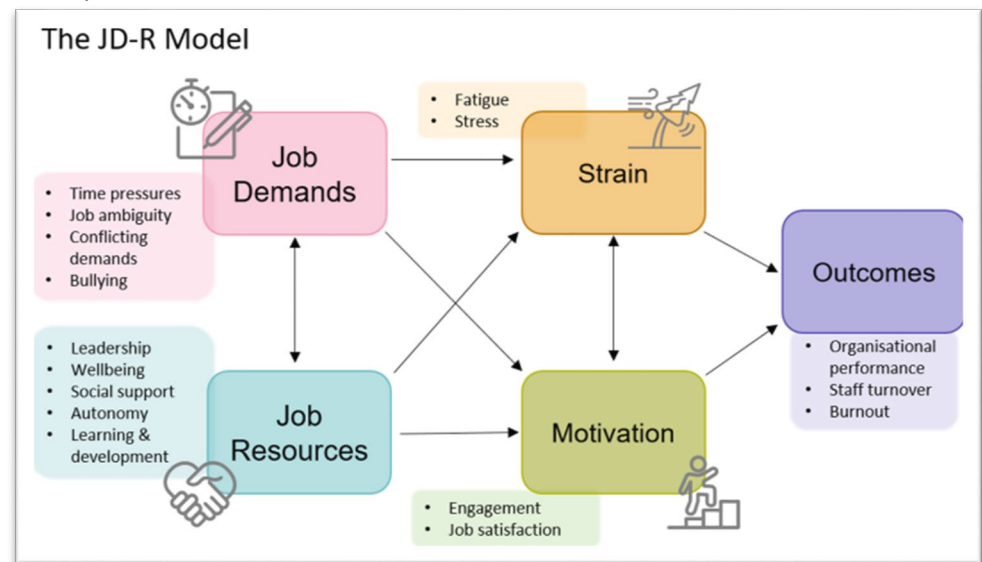 The JD-R Model
Fatigue
Stress
Job
Demands
Strain
Time pressures
Job ambiguity
Conflicting
demands
Bullying
Outcomes
Organisational
performance
Staff turnover
Burnout
Leadership
Wellbeing
Social support
Autonomy
Learning &
development
Job
Resources
Motivation
Engagement
Job satisfaction